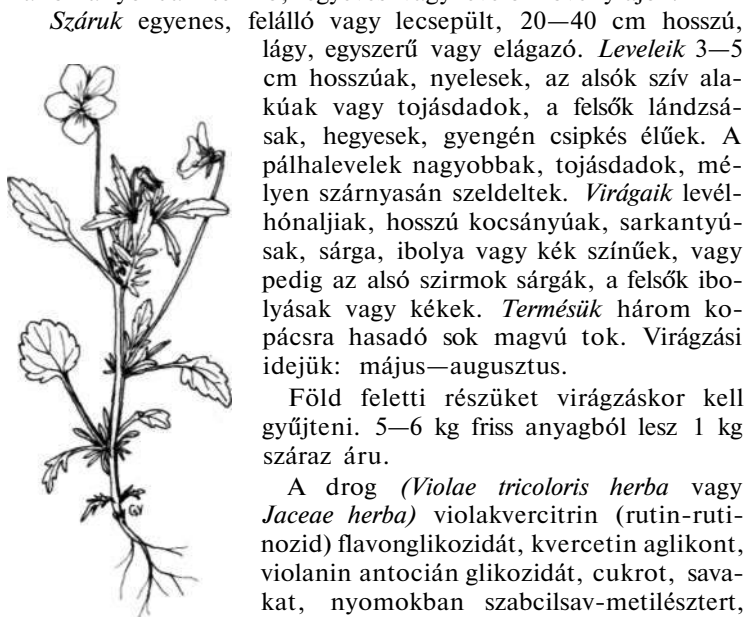 Száruk egyenes, felálló vagy lecsepült, 20—40 cm hosszú,
lágy, egyszerű vagy elágazó. Leveleik 3—5
cm hosszúak, nyelesek, az alsók szív ala-
kúak vagy tojásdadok, a felsők lándzsá-
sak, hegyesek, gyengén csipkés élűek. A
pálhalevelek nagyobbak, tojásdadok, mé-
lyen szárnyasán szeldeltek. Virágaik levél-
hónaljiak, hosszú kocsányúak, sarkantyú-
sak, sárga, ibolya vagy kék színűek, vagy
pedig az alsó szirmok sárgák, a felsők ibo-
lyásak vagy kékek. Termésük három ko-
pácsra hasadó sok magvú tok. Virágzási
idejük: május—augusztus.
Föld feletti részüket virágzáskor kell
gyűjteni. 5—6 kg friss anyagból lesz 1 kg
száraz áru.
A drog (Violae tricoloris herba vagy
Jaceae herba) violakvercitrin (rutin-ruti-
nozid) flavonglikozidát, kvercetin aglikont,
violanin antocián glikozidát, cukrot, sava-
kat, nyomokban szabcilsav-metilésztert,